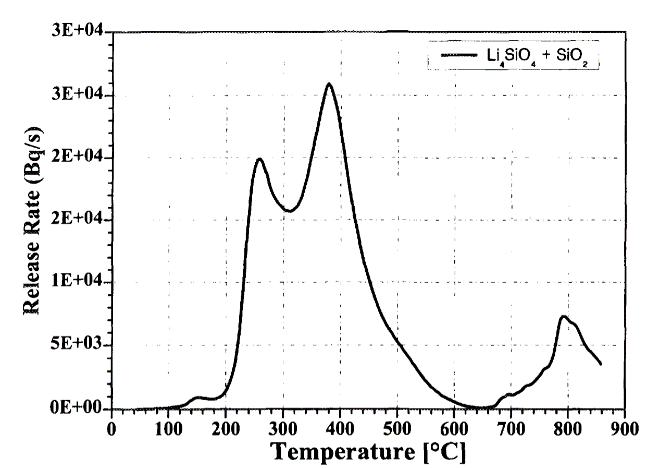 3E+04
Li4SiO4 + SiO2
3E+04
2E+04
2E+04
1E+04
5E+03
0E+00
Release Rate (Bq/s)
0 100 200 300 400 500 600 700 800 900
Temperature [°C]